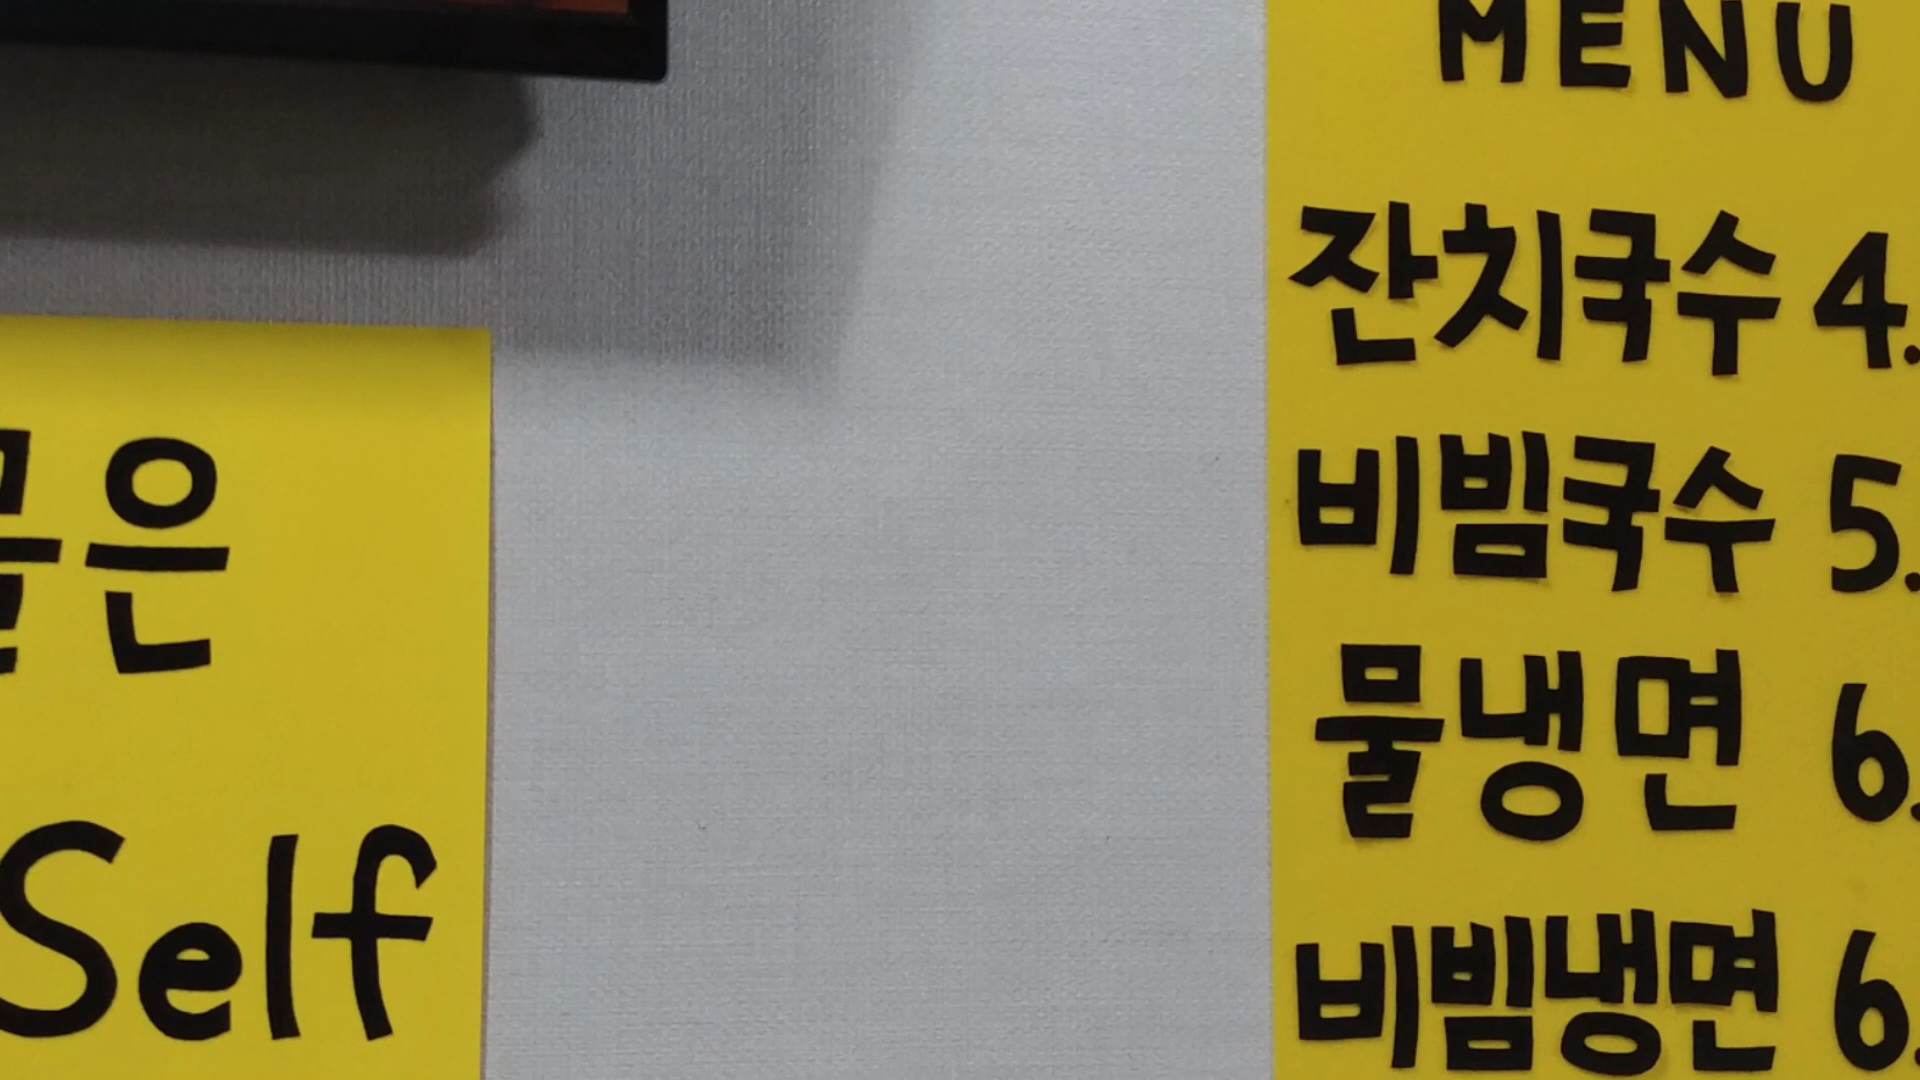 은
Self
MENU
잔치국수 4.
비빔국수 5.
물냉면 6.
비빔냉면 6.